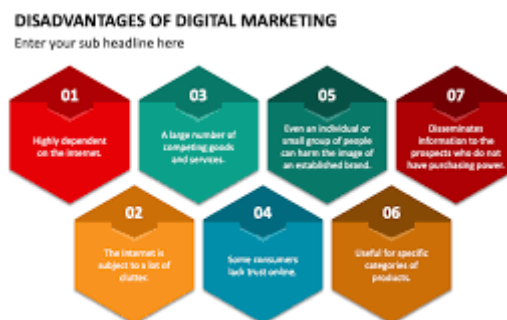 DISADVANTAGES OF DIGITAL MARKETING
Enter your sub headline here
01
Highly dependent
on the internet.
02
The internet is
subject to a lot of
clutter.
03
A large number of
competing goods
and services.
04
Some consumers
lack trust online.
05
Even an individual or
small group of people
can harm the image of
an established brand.
06
Useful for specific
categories of
products.
07
Disseminates
information to the
prospects who do not
have purchasing power.